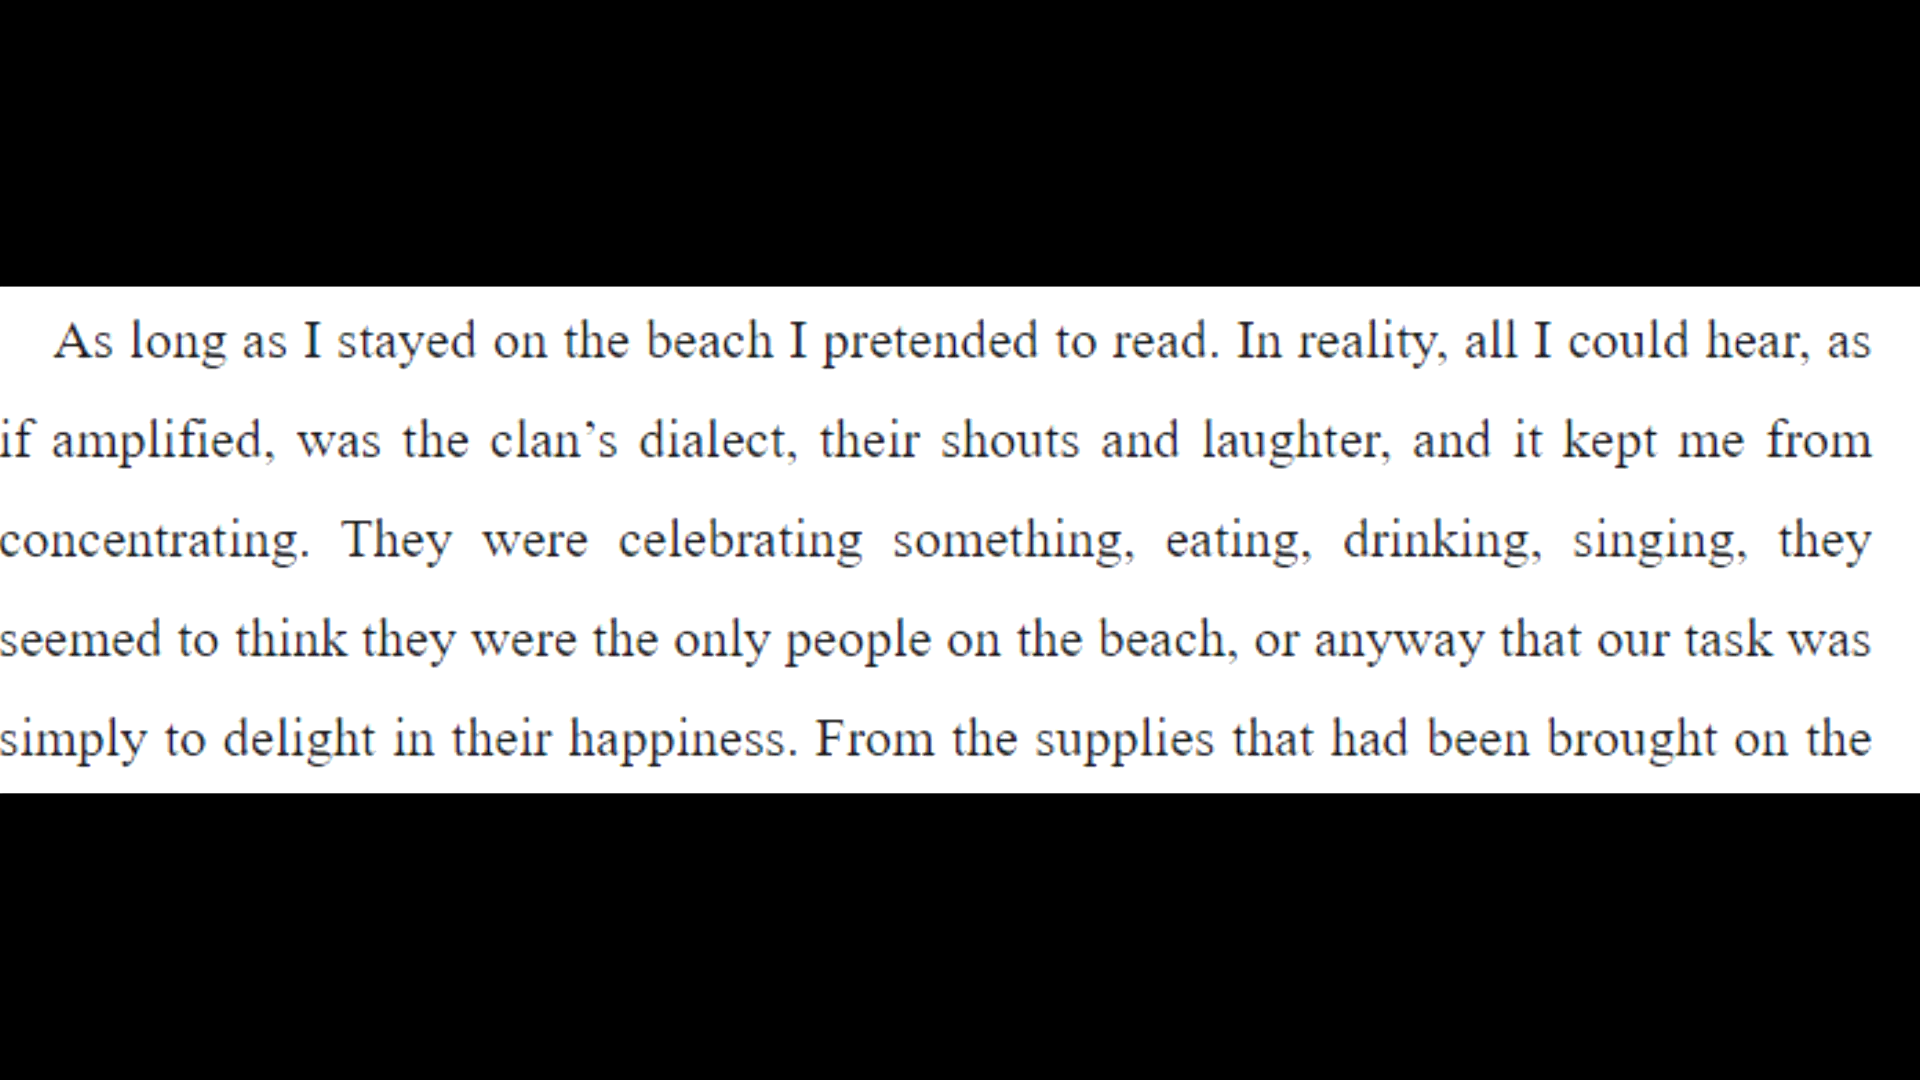 As long as I stayed on the beach I pretended to read. In reality, all I could hear, as
if amplified, was the clan’s dialect, their shouts and laughter, and it kept me from
concentrating. They were celebrating something, eating, drinking, singing, they
seemed to think they were the only people on the beach, or anyway that our task was
simply to delight in their happiness. From the supplies that had been brought on the